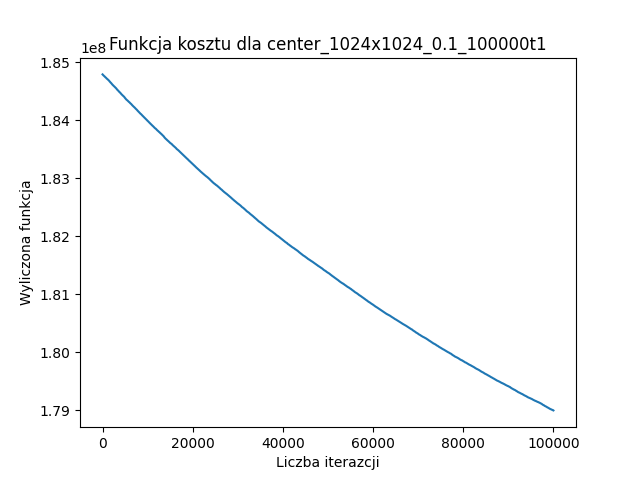 Funkcja kosztu dla center_1024x1024_0.1_100000t1
1e8
1.85
1.84
1.83
1.82
1.81
1.80
1.79
Wyliczona funkcja
0 20000 40000 60000 80000 100000
Liczba iterazcji